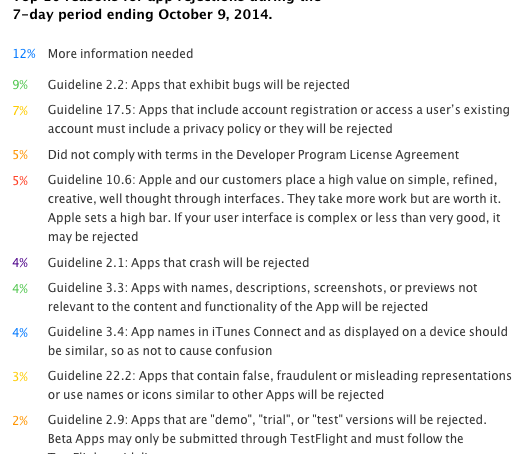 7-day period ending October 9, 2014.
12% More information needed
9% Guideline 2.2: Apps that exhibit bugs will be rejected
7% Guideline 17.5: Apps that include account registration or access a user's existing
account must include a privacy policy or they will be rejected
5% Did not comply with terms in the Developer Program License Agreement
5% Guideline 10.6: Apple and our customers place a high value on simple, refined,
creative, well thought through interfaces. They take more work but are worth it.
Apple sets a high bar. If your user interface is complex or less than very good, it
may be rejected
4% Guideline 2.1: Apps that crash will be rejected
4% Guideline 3.3: Apps with names, descriptions, screenshots, or previews not
relevant to the content and functionality of the App will be rejected
4% Guideline 3.4: App names in iTunes Connect and as displayed on a device should
be similar, so as not to cause confusion
3% Guideline 22.2: Apps that contain false, fraudulent or misleading representations
or use names or icons similar to other Apps will be rejected
2% Guideline 2.9: Apps that are "demo", "trial", or "test" versions will be rejected.
Beta Apps may only be submitted through TestFlight and must follow the